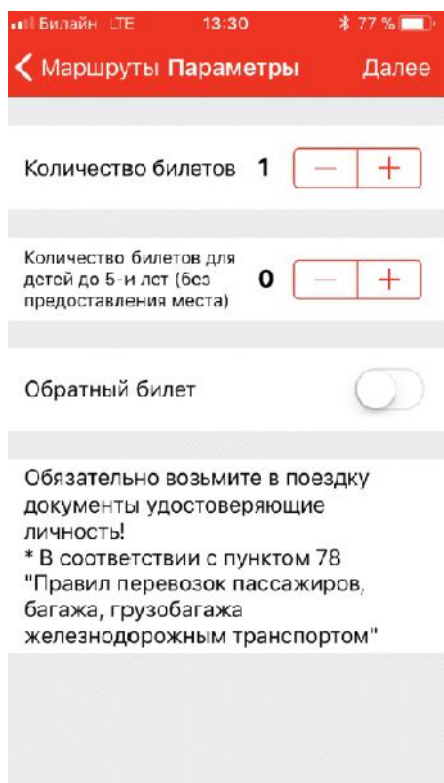 Билайн LTE 13:30 77 %
Маршруты Параметры Далее
Количество билетов 1 − +
Количество билетов для
детей до 5-и лет (без
предоставления места) 0 − +
Обратный билет
Обязательно возьмите в поездку
документы удостоверяющие
личность!
* В соответствии с пунктом 78
"Правил перевозок пассажиров,
багажа, грузобагажа
железнодорожным транспортом"